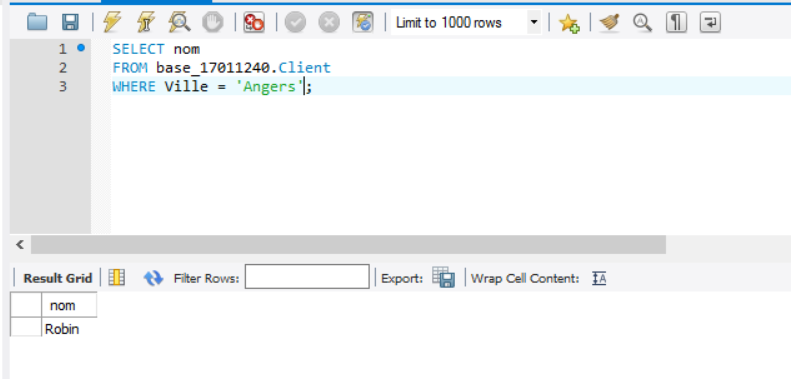 Limit to 1000 rows
1 SELECT nom
2 FROM base_17011240.Client
3 WHERE Ville = 'Angers';
Result Grid Filter Rows: Export: Wrap Cell Content:
nom
Robin